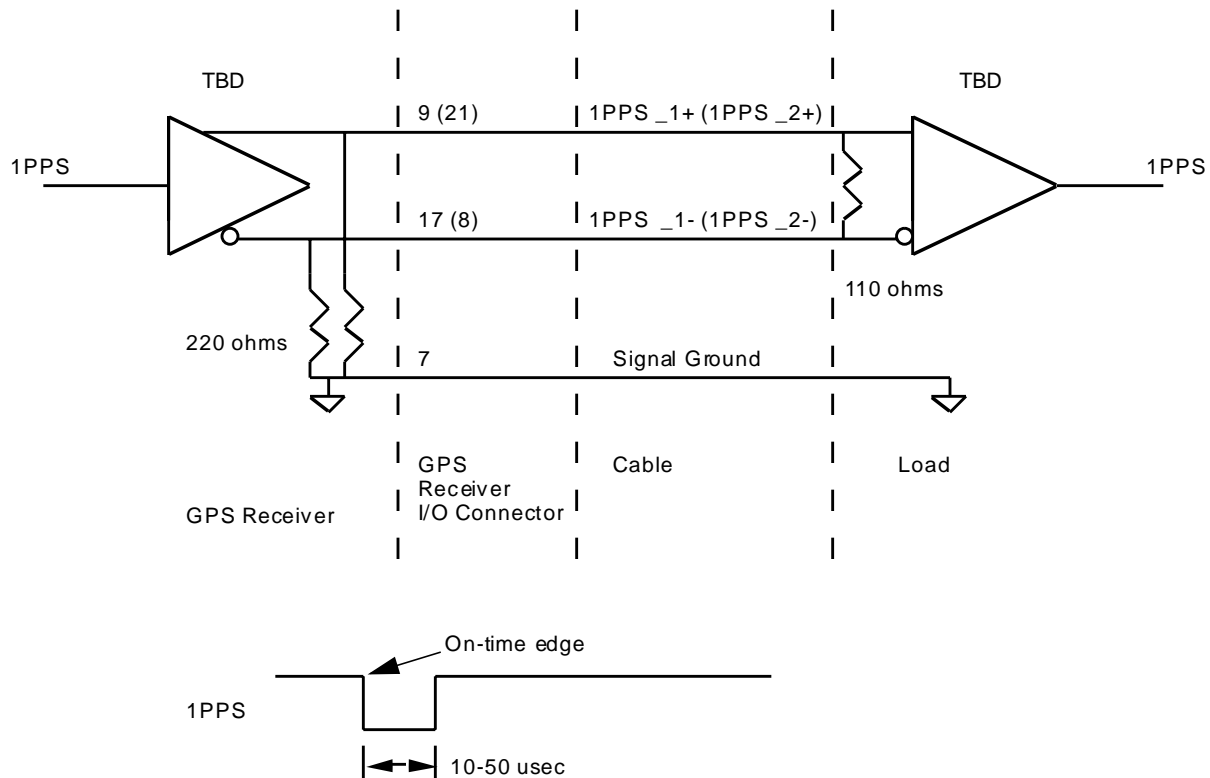 TBD
TBD
9 (21)
1PPS _1+ (1PPS _2+)
1PPS
1PPS
17 (8)
1PPS _1- (1PPS _2-)
110 ohms
220 ohms
7
Signal Ground
GPS
Receiver
I/O Connector
Cable
Load
GPS Receiver
On-time edge
1PPS
10-50 usec